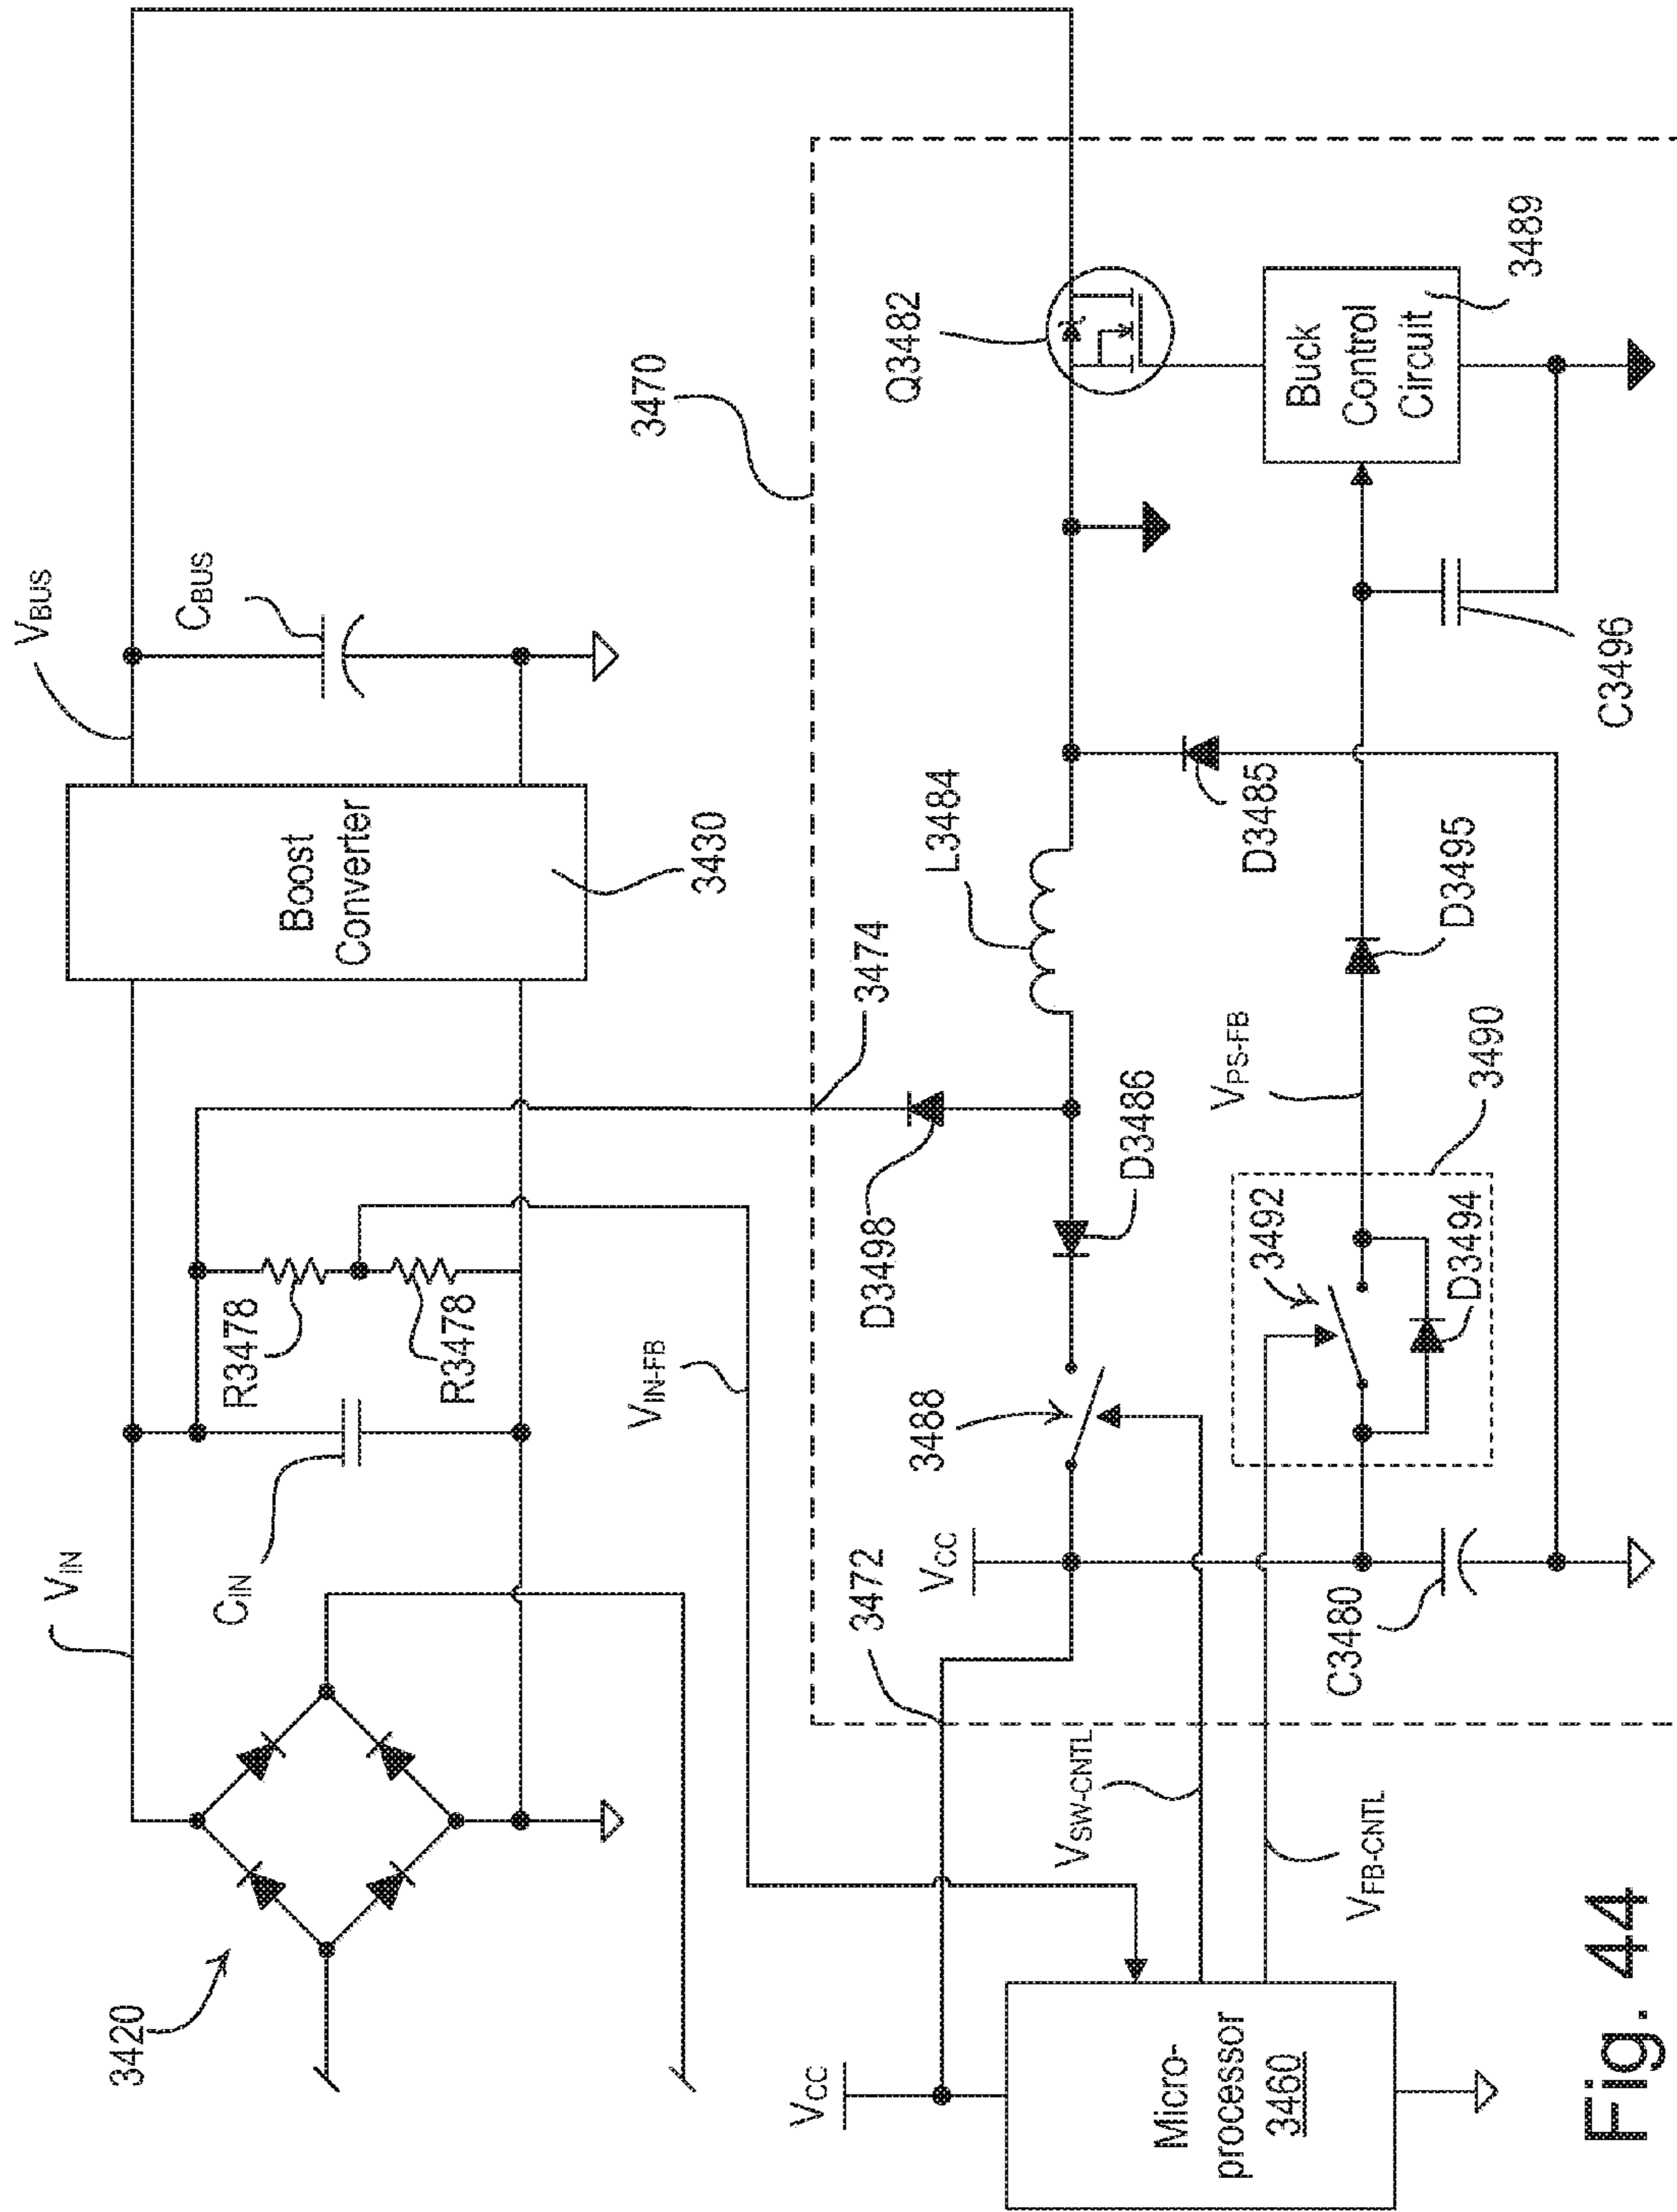 3420
V_IN
C_IN
R3478
R3478
Boost
Converter
3430
V_BUS
C_BUS
V_IN-FB
3474
3470
V_CC
3472
V_CC
3488
D3498
D3486
L3484
Q3482
D3485
V_SW-CNTL
V_FB-CNTL
Micro-
processor
3460
C3480
3492
D3494
3490
V_PS-FB
D3495
C3496
Buck
Control
Circuit
3489
Fig. 44